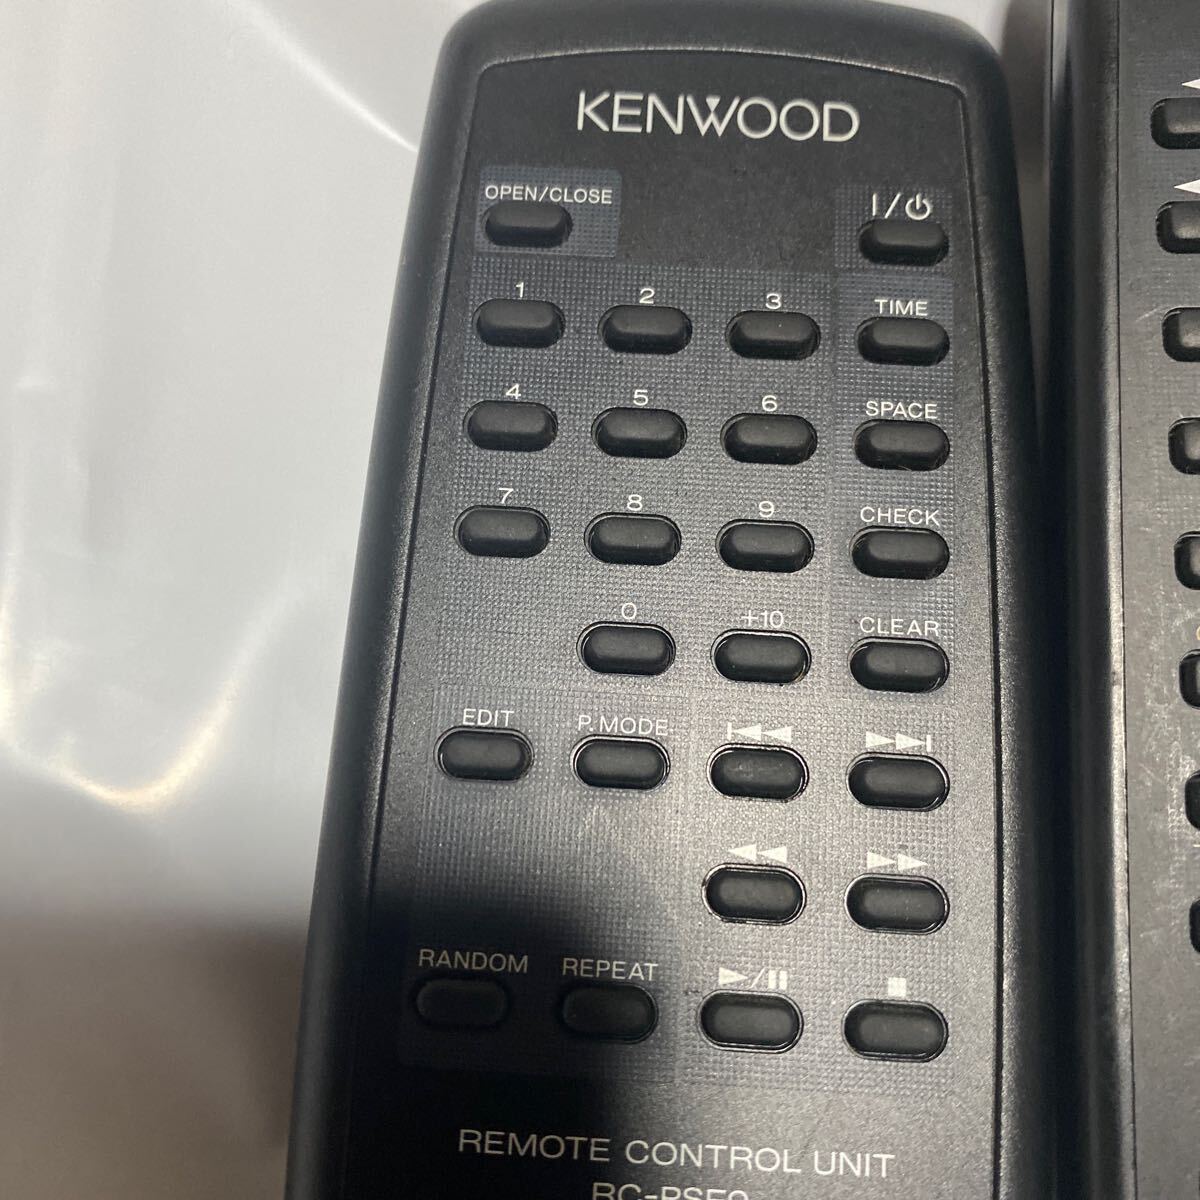 KENWOOD
OPEN/CLOSE
I/⏻
1 2 3 TIME
4 5 6 SPACE
7 8 9 CHECK
0 +10 CLEAR
EDIT P.MODE
RANDOM REPEAT
REMOTE CONTROL UNIT